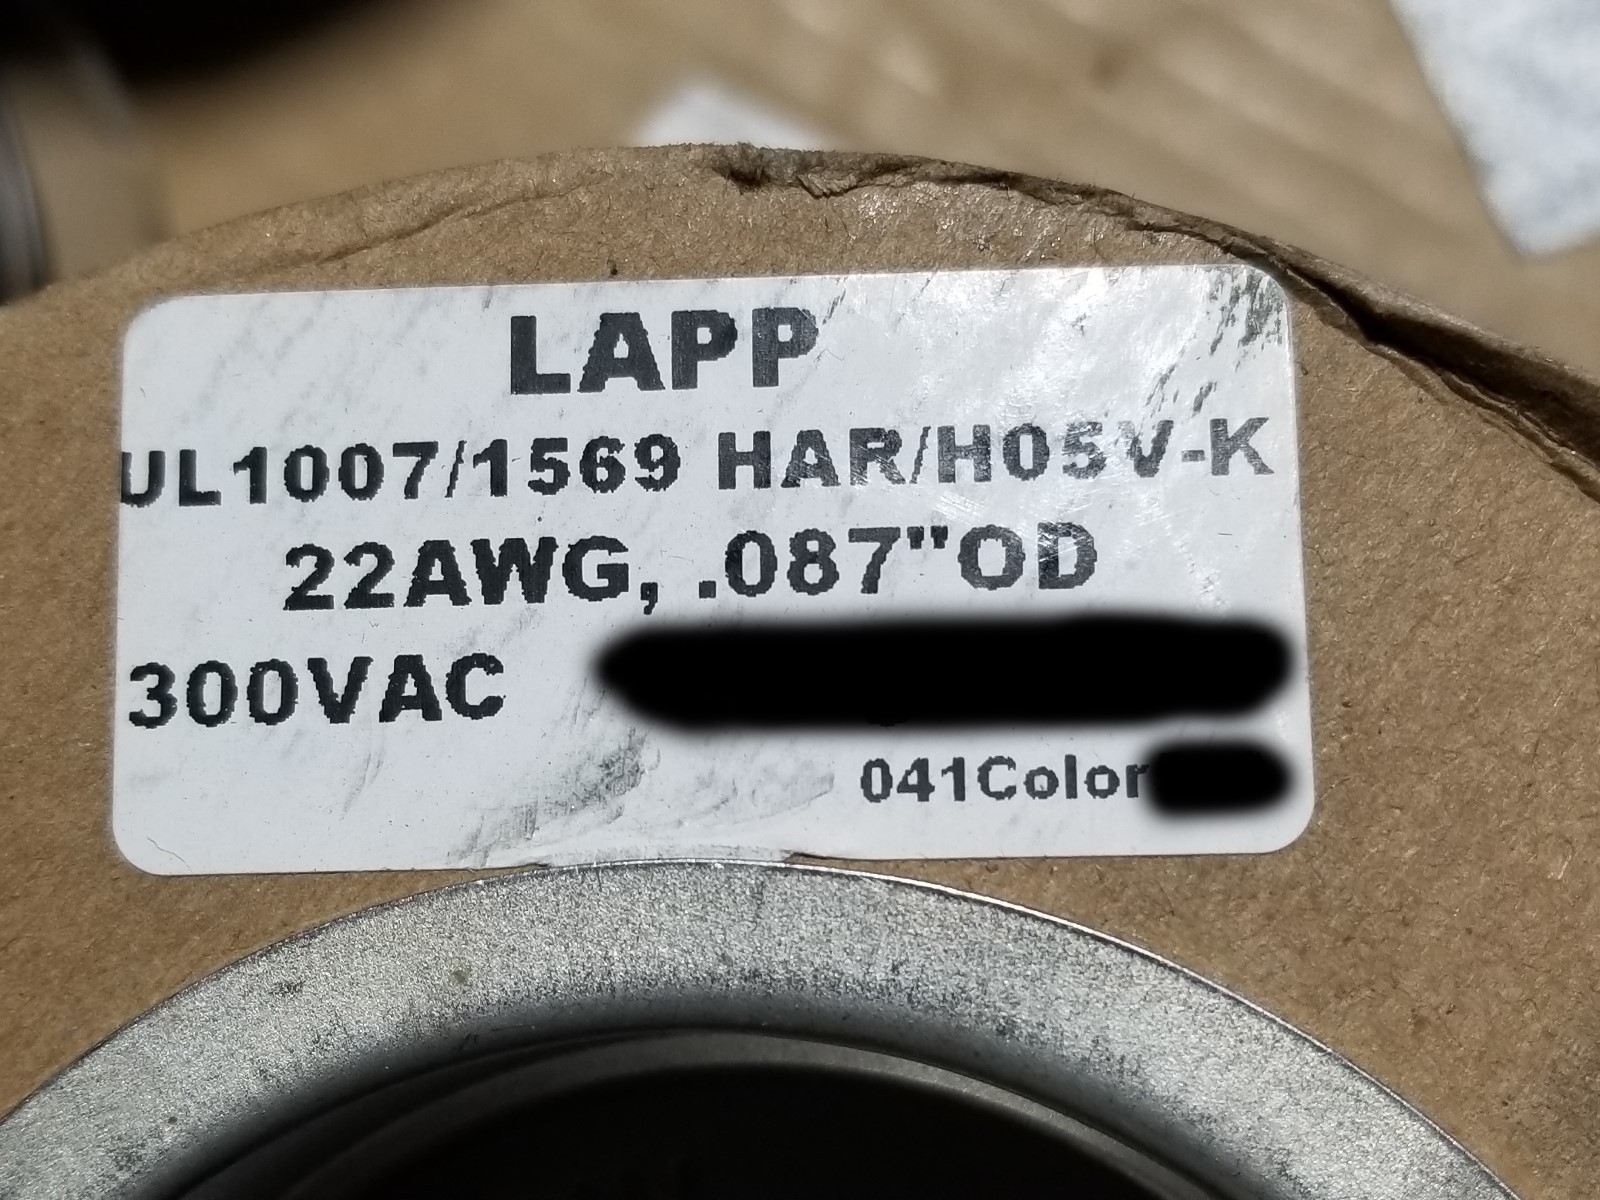 LAPP
UL1007/1569 HAR/H05V-K
22AWG, .087"OD
300VAC
041Color